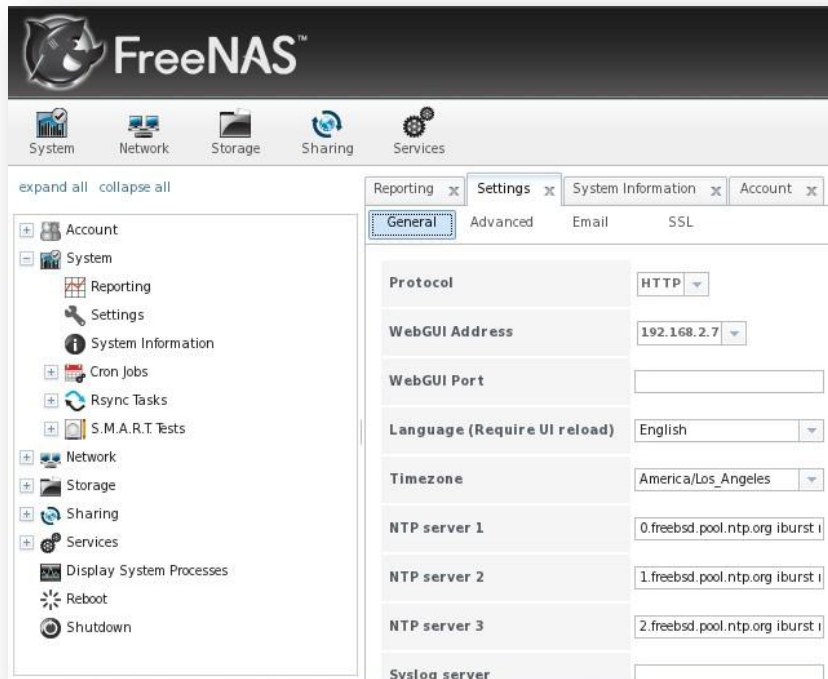 FreeNAS™
System Network Storage Sharing Services
expand all collapse all
Account
System
Reporting
Settings
System Information
Cron Jobs
Rsync Tasks
S.M.A.R.T. Tests
Network
Storage
Sharing
Services
Display System Processes
Reboot
Shutdown
Reporting x Settings x System Information x Account x
General Advanced Email SSL
Protocol HTTP
WebGUI Address 192.168.2.7
WebGUI Port
Language (Require UI reload) English
Timezone America/Los_Angeles
NTP server 1 0.freebsd.pool.ntp.org iburst
NTP server 2 1.freebsd.pool.ntp.org iburst
NTP server 3 2.freebsd.pool.ntp.org iburst
Syslog server